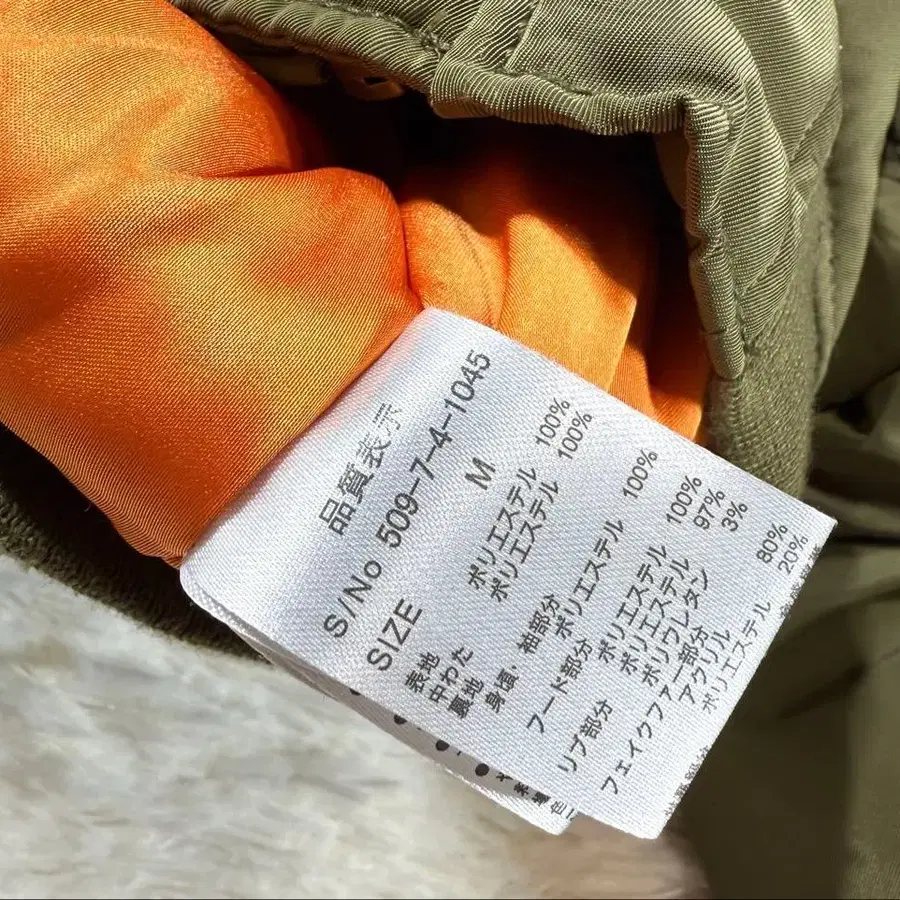 品質表示
S/No 509-7-4-1045
SIZE M
表地 ポリエステル 100%
中わた ポリエステル 100%
裏地
身頃・袖部分
ポリエステル 100%
フード部分
ポリエステル 100%
リブ部分 ポリエステル 97%
ポリウレタン 3%
フェイクファー部分
アクリル 80%
ポリエステル 20%